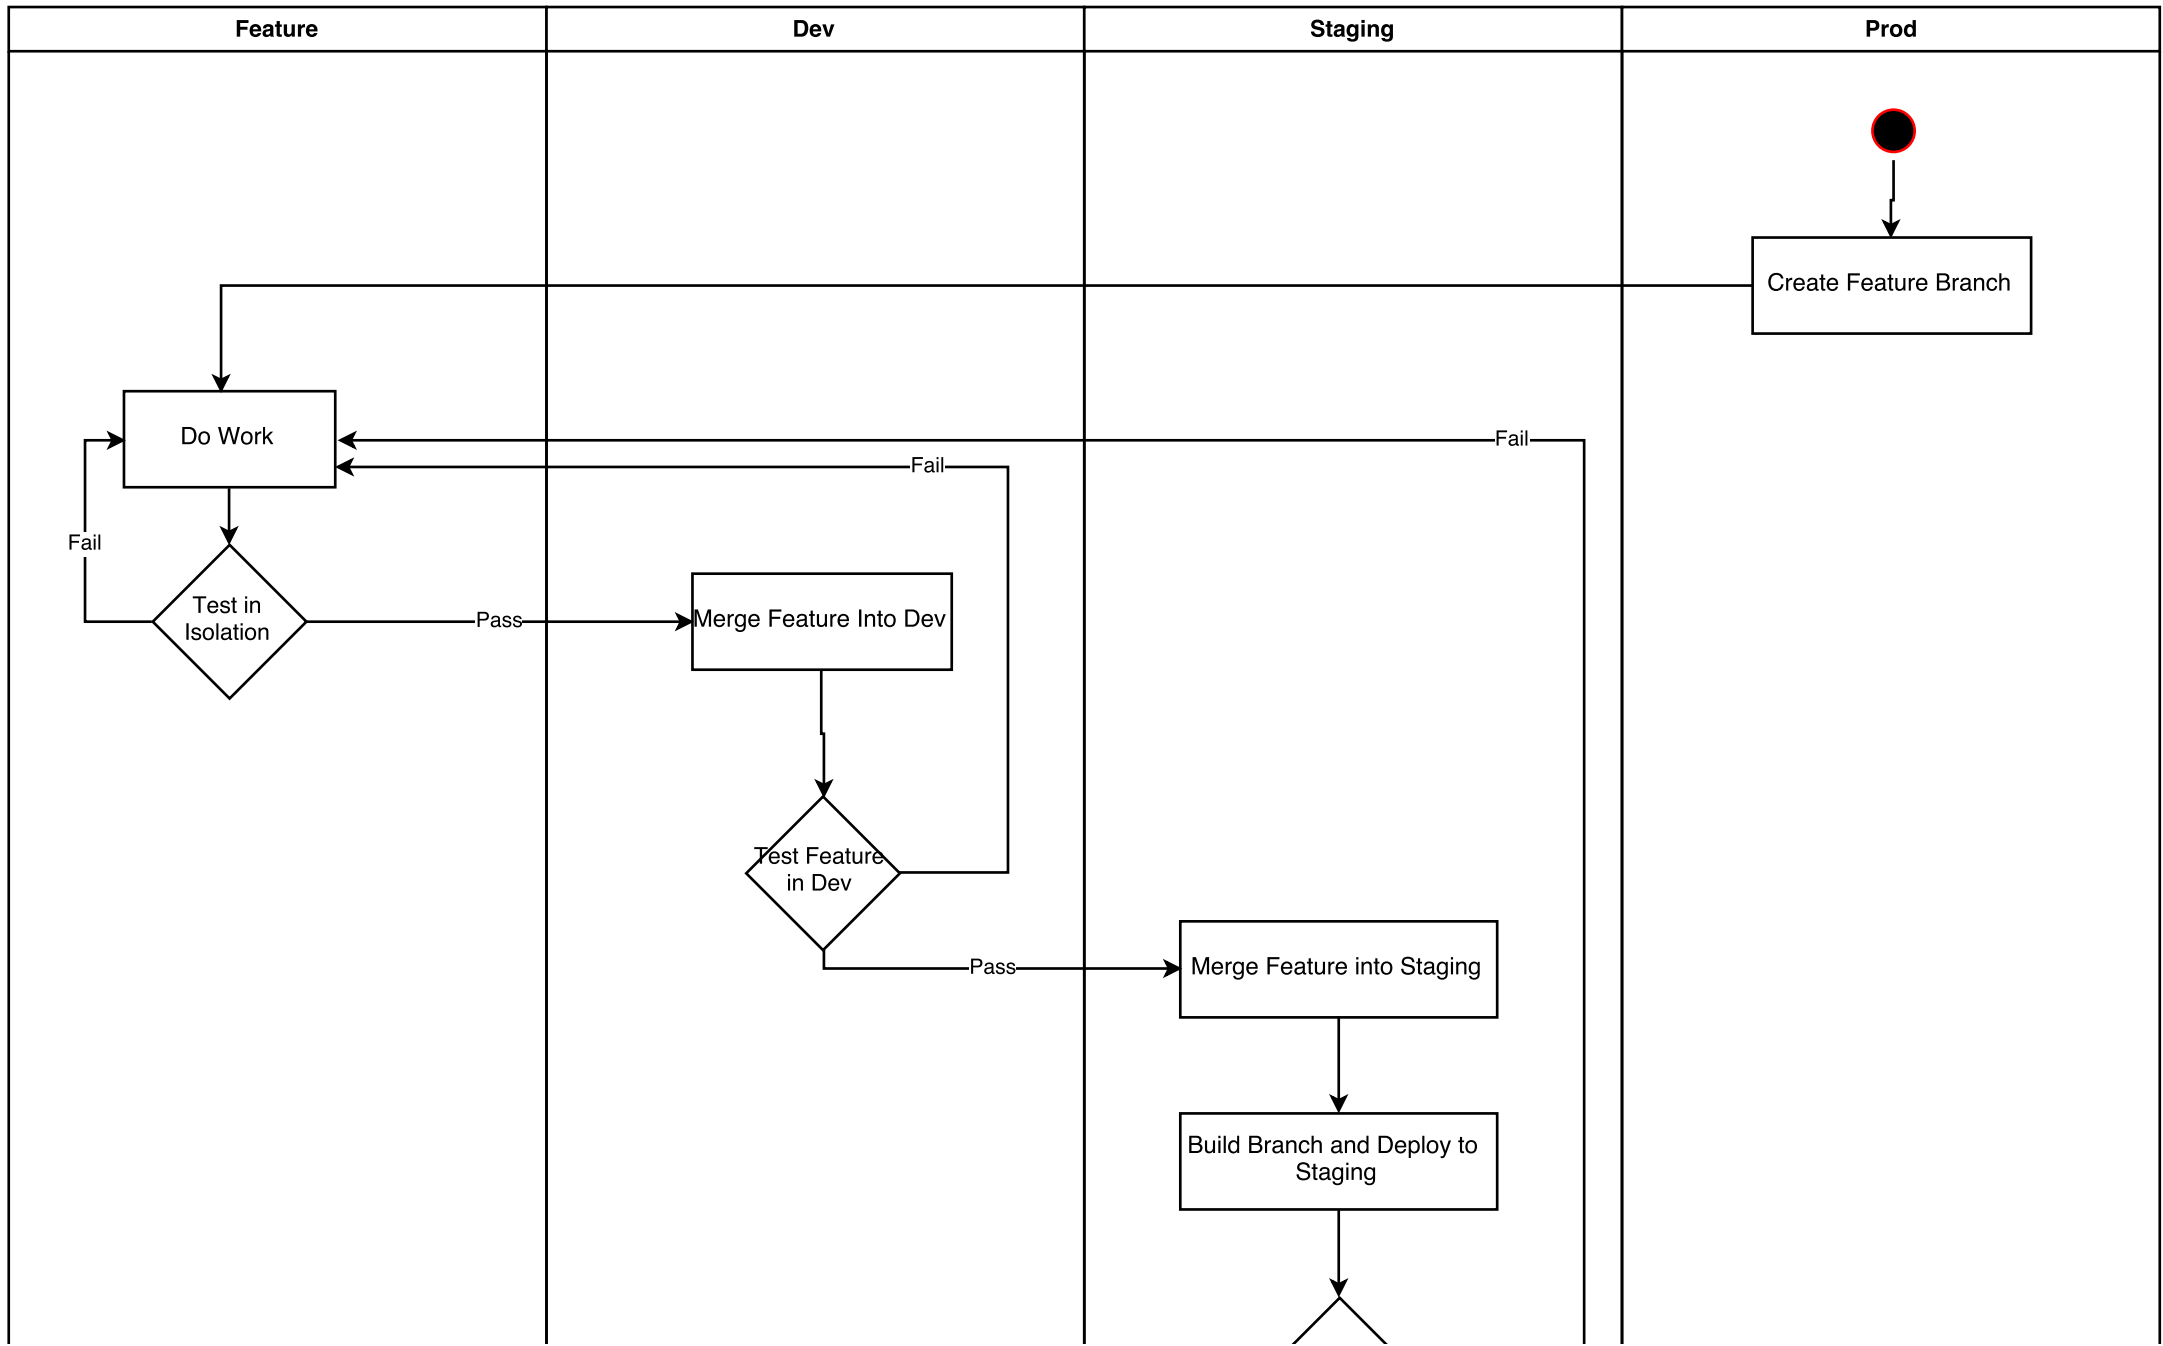 Feature
Dev
Staging
Prod
Create Feature Branch
Do Work
Fail
Fail
Fail
Test in
Isolation
Pass
Merge Feature Into Dev
Test Feature
in Dev
Pass
Merge Feature into Staging
Build Branch and Deploy to
Staging